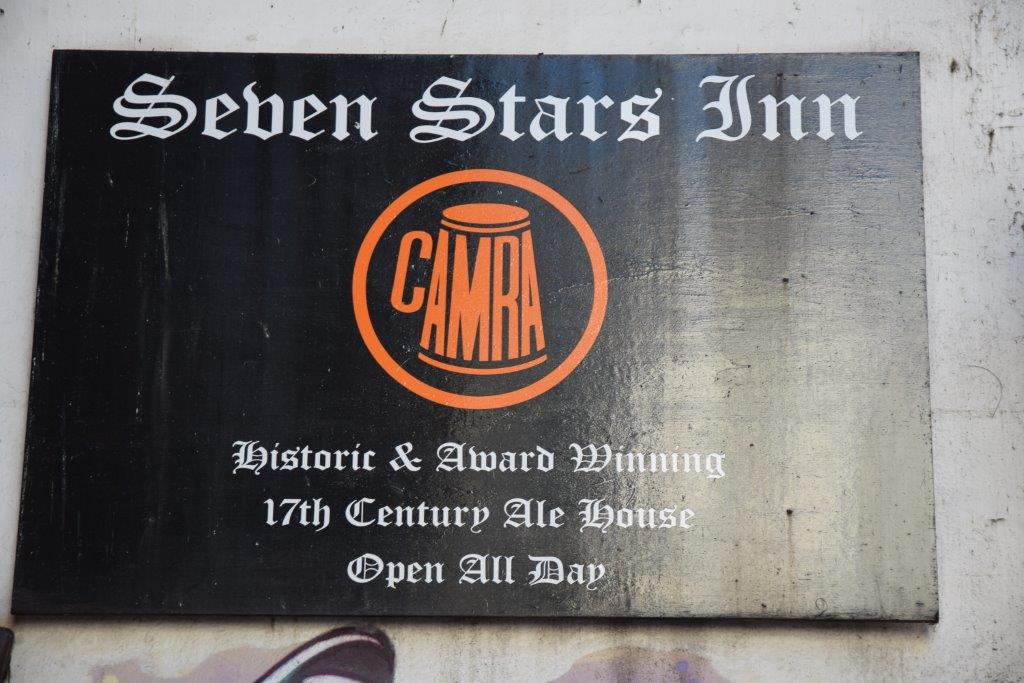 Seven Stars Inn
CAMRA
Historic & Award Winning
17th Century Ale House
Open All Day